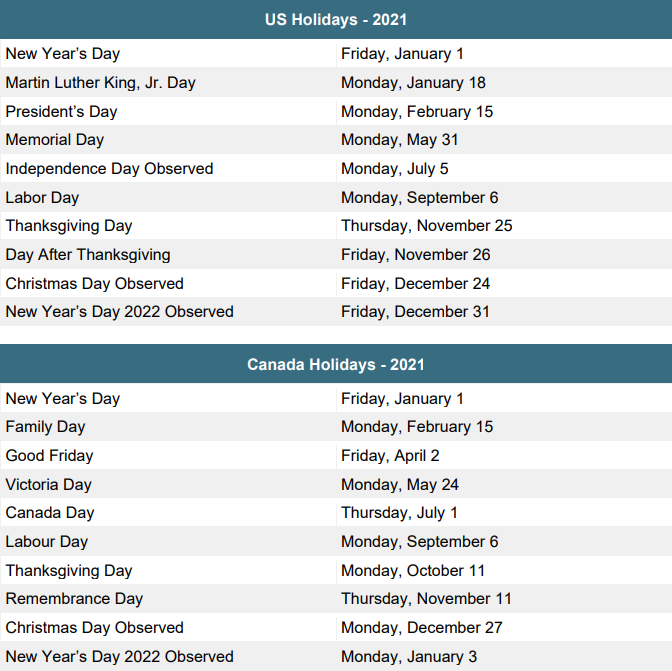 US Holidays - 2021
New Year’s Day Friday, January 1
Martin Luther King, Jr. Day Monday, January 18
President’s Day Monday, February 15
Memorial Day Monday, May 31
Independence Day Observed Monday, July 5
Labor Day Monday, September 6
Thanksgiving Day Thursday, November 25
Day After Thanksgiving Friday, November 26
Christmas Day Observed Friday, December 24
New Year’s Day 2022 Observed Friday, December 31
Canada Holidays - 2021
New Year’s Day Friday, January 1
Family Day Monday, February 15
Good Friday Friday, April 2
Victoria Day Monday, May 24
Canada Day Thursday, July 1
Labour Day Monday, September 6
Thanksgiving Day Monday, October 11
Remembrance Day Thursday, November 11
Christmas Day Observed Monday, December 27
New Year’s Day 2022 Observed Monday, January 3